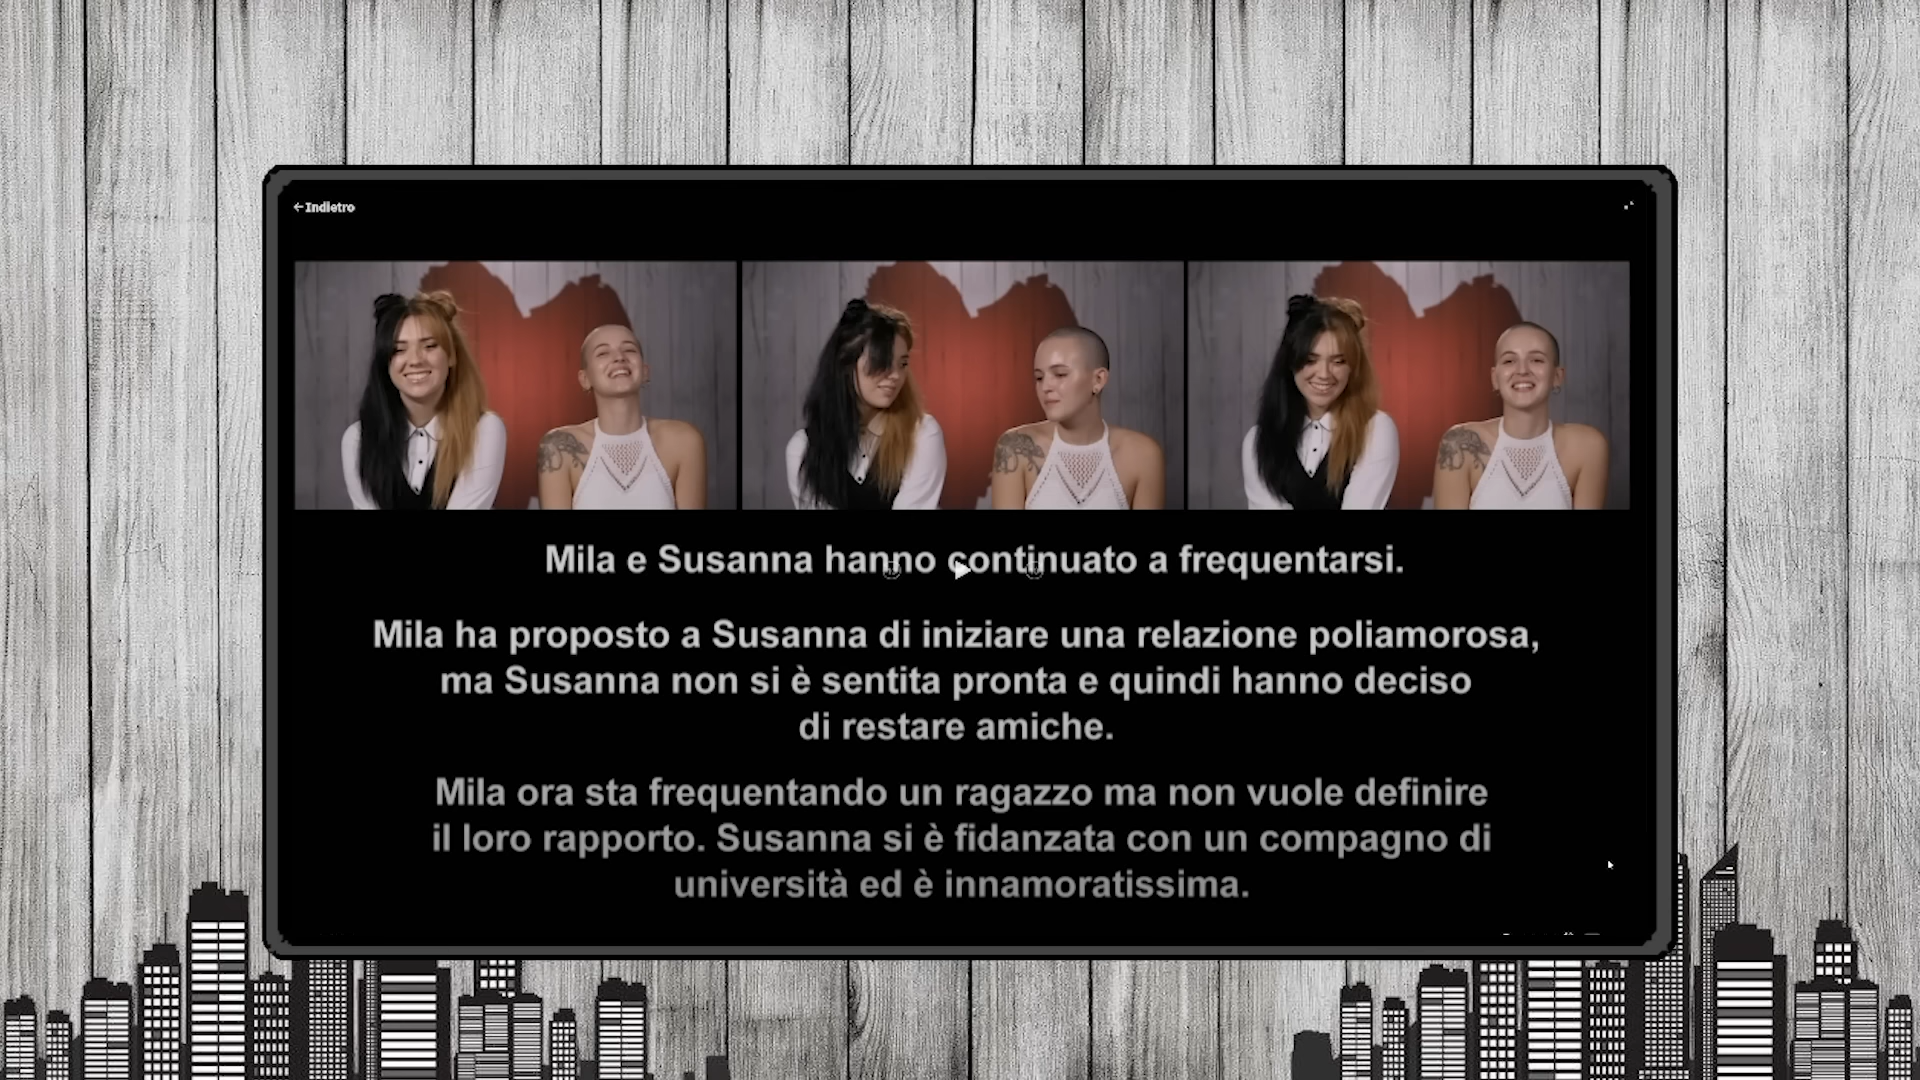 ←Indietro
Mila e Susanna hanno continuato a frequentarsi.
Mila ha proposto a Susanna di iniziare una relazione poliamorosa,
ma Susanna non si è sentita pronta e quindi hanno deciso
di restare amiche.
Mila ora sta frequentando un ragazzo ma non vuole definire
il loro rapporto. Susanna si è fidanzata con un compagno di
università ed è innamoratissima.